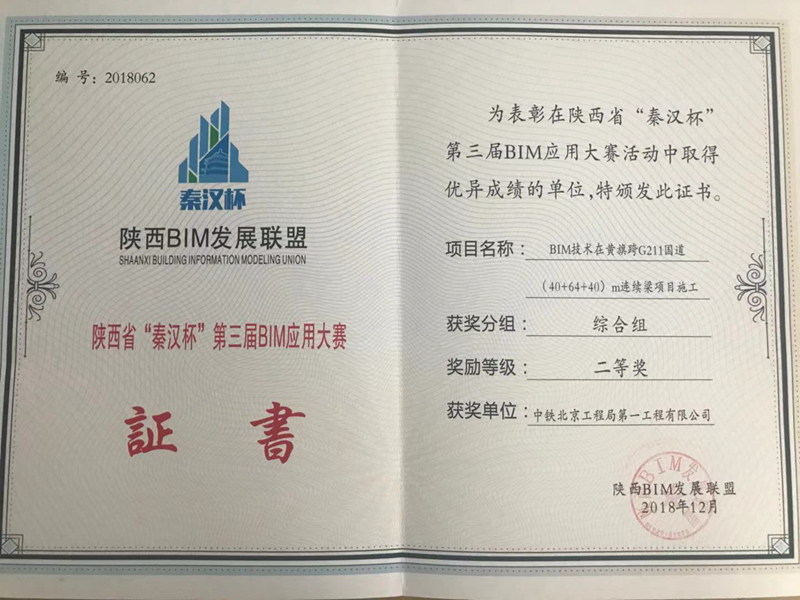 编 号：2018062
秦汉杯
陕西BIM发展联盟
SHAANXI BUILDING INFORMATION MODELING UNION
陕西省“秦汉杯”第三届BIM应用大赛
証 書
为表彰在陕西省“秦汉杯”
第三届BIM应用大赛活动中取得
优异成绩的单位，特颁发此证书。
项目名称：BIM技术在黄旗跨G211国道
（40+64+40）m连续梁项目施工
获奖分组：综合组
奖励等级：二等奖
获奖单位：中铁北京工程局第一工程有限公司
陕西BIM发展联盟
2018年12月